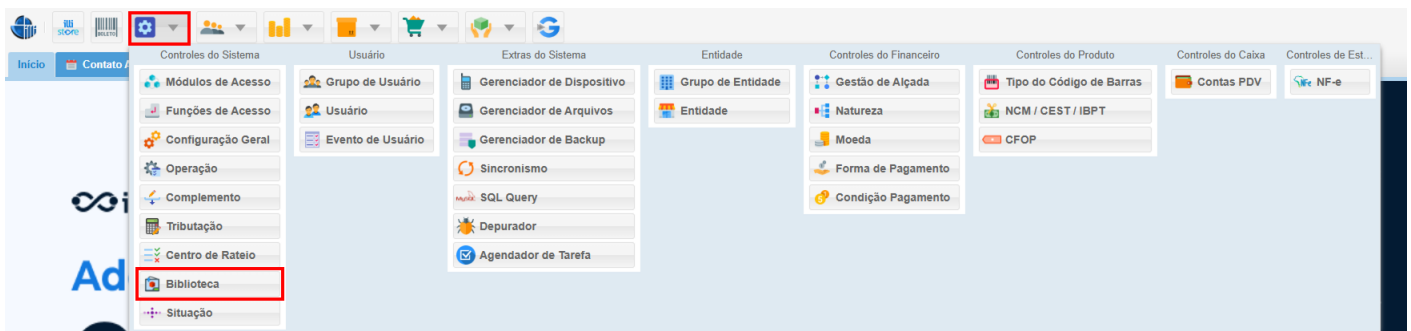 illi
illi
store
BOLETO
Início
Contato A
Controles do Sistema
Módulos de Acesso
Funções de Acesso
Configuração Geral
Operação
Complemento
Tributação
Centro de Rateio
Biblioteca
Situação
Usuário
Grupo de Usuário
Usuário
Evento de Usuário
Extras do Sistema
Gerenciador de Dispositivo
Gerenciador de Arquivos
Gerenciador de Backup
Sincronismo
MySQL SQL Query
Depurador
Agendador de Tarefa
Entidade
Grupo de Entidade
Entidade
Controles do Financeiro
Gestão de Alçada
Natureza
Moeda
Forma de Pagamento
Condição Pagamento
Controles do Produto
Tipo do Código de Barras
NCM / CEST / IBPT
CFOP
Controles do Caixa
Contas PDV
Controles de Est...
NFe NF-e
i
Ad